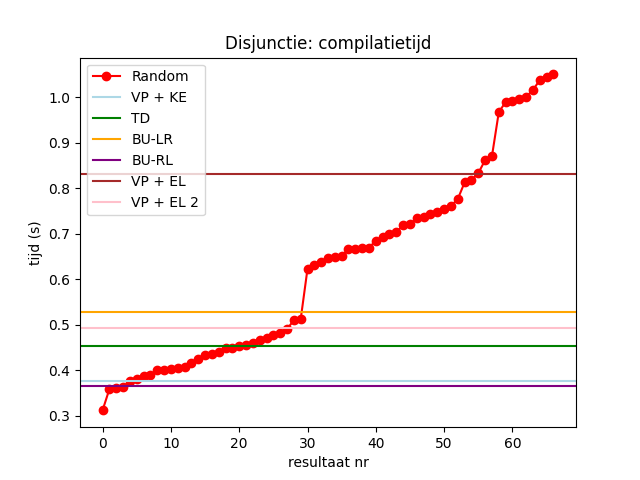 Disjunctie: compilatietijd
Random
VP + KE
TD
BU-LR
BU-RL
VP + EL
VP + EL 2
tijd (s)
1.0
0.9
0.8
0.7
0.6
0.5
0.4
0.3
0 10 20 30 40 50 60
resultaat nr